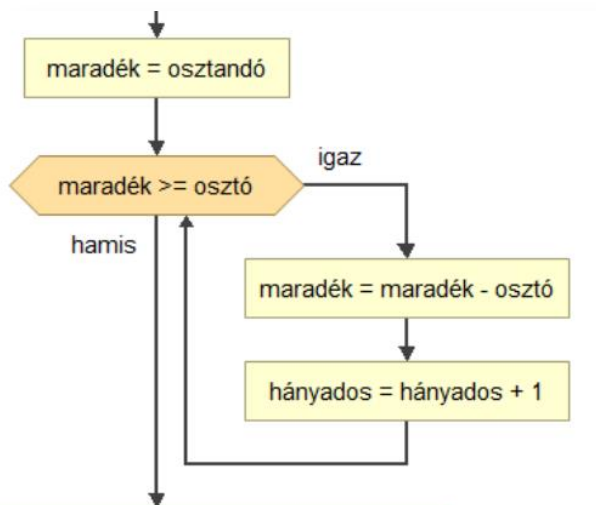 maradék = osztandó
maradék >= osztó
igaz
hamis
maradék = maradék - osztó
hányados = hányados + 1